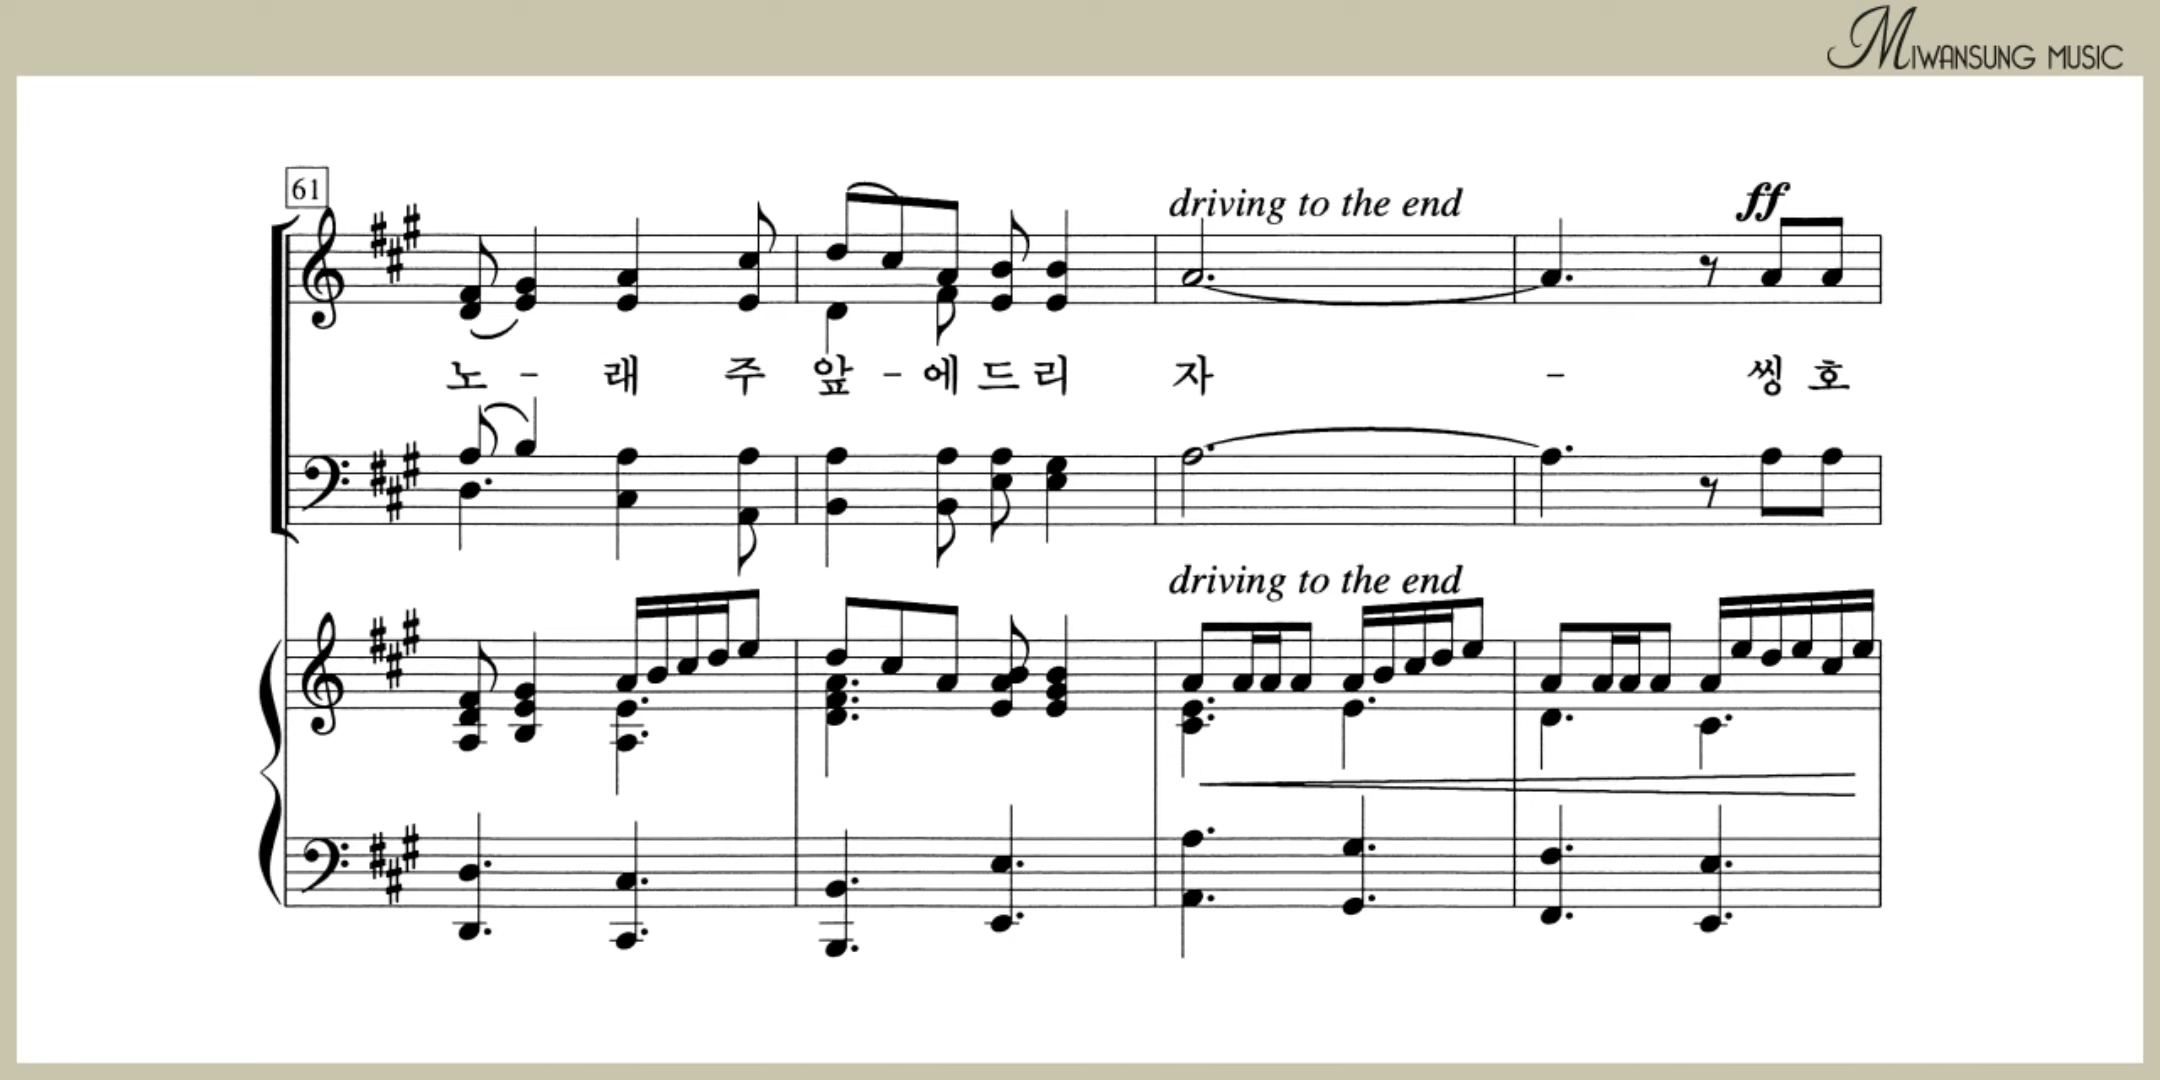 MIWANSUNG MUSIC
61
driving to the end
ff
노 - 래 주 앞 - 에 드 리 자 - 씽 호
driving to the end